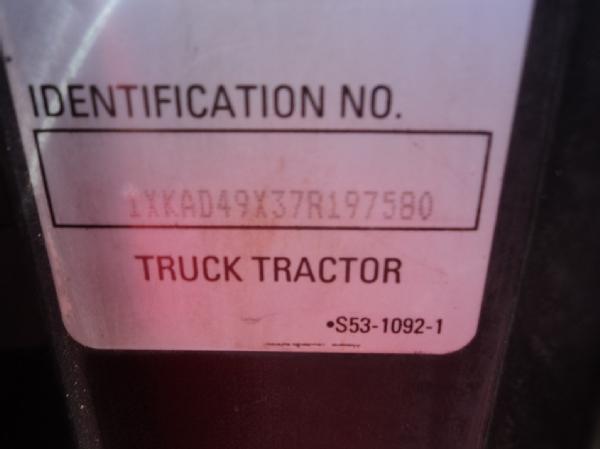 IDENTIFICATION NO.
1XKAD49X37R197580
TRUCK TRACTOR
•S53-1092-1